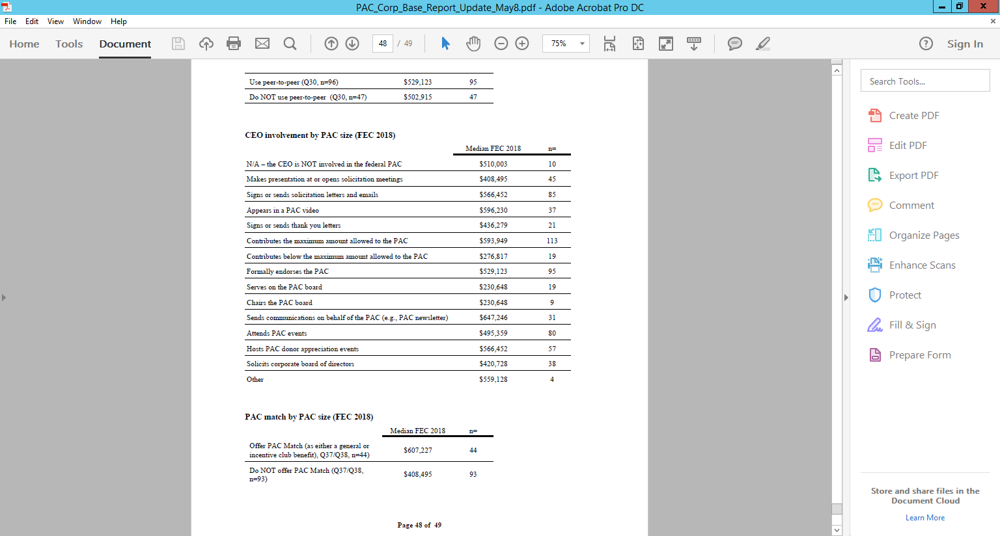 PAC_Corp_Base_Report_Update_May8.pdf - Adobe Acrobat Pro DC
File Edit View Window Help
Home Tools Document 48 / 49 75% Sign In
Use peer-to-peer (Q30, n=96) $529,123 95
Do NOT use peer-to-peer (Q30, n=47) $502,915 47
CEO involvement by PAC size (FEC 2018)
Median FEC 2018 n=
N/A – the CEO is NOT involved in the federal PAC $510,003 10
Makes presentation at or opens solicitation meetings $408,495 45
Signs or sends solicitation letters and emails $566,452 85
Appears in a PAC video $596,230 37
Signs or sends thank you letters $436,279 21
Contributes the maximum amount allowed to the PAC $593,949 113
Contributes below the maximum amount allowed to the PAC $276,817 19
Formally endorses the PAC $529,123 95
Serves on the PAC board $230,648 19
Chairs the PAC board $230,648 9
Sends communications on behalf of the PAC (e.g., PAC newsletter) $647,246 31
Attends PAC events $495,359 80
Hosts PAC donor appreciation events $566,452 57
Solicits corporate board of directors $420,728 38
Other $559,128 4
PAC match by PAC size (FEC 2018)
Median FEC 2018 n=
Offer PAC Match (as either a general or
incentive club benefit), Q37/Q38, n=44) $607,227 44
Do NOT offer PAC Match (Q37/Q38,
n=93) $408,495 93
Page 48 of 49
Search Tools...
Create PDF
Edit PDF
Export PDF
Comment
Organize Pages
Enhance Scans
Protect
Fill & Sign
Prepare Form
Store and share files in the
Document Cloud
Learn More